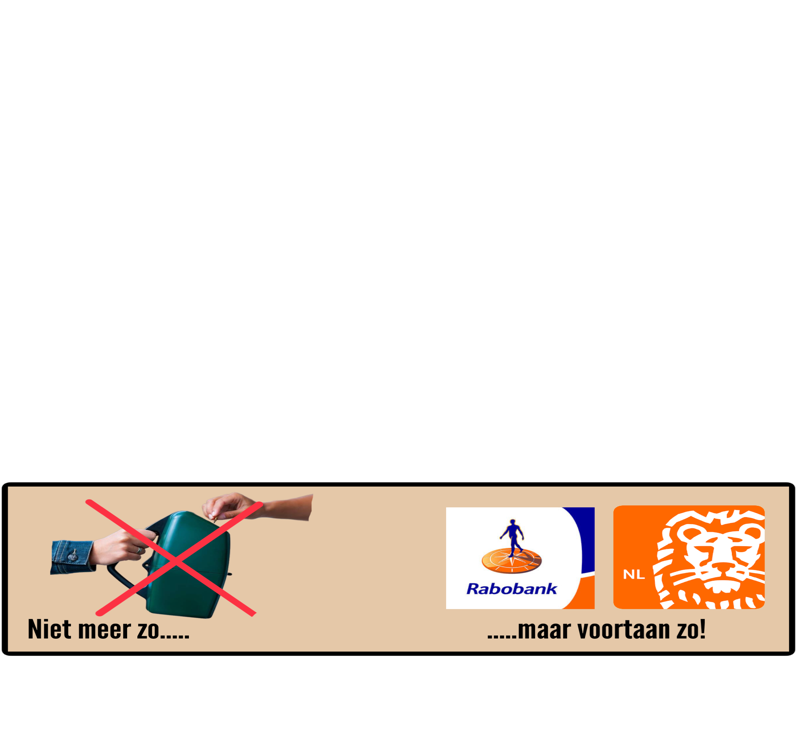 Rabobank
NL
Niet meer zo.....
.....maar voortaan zo!